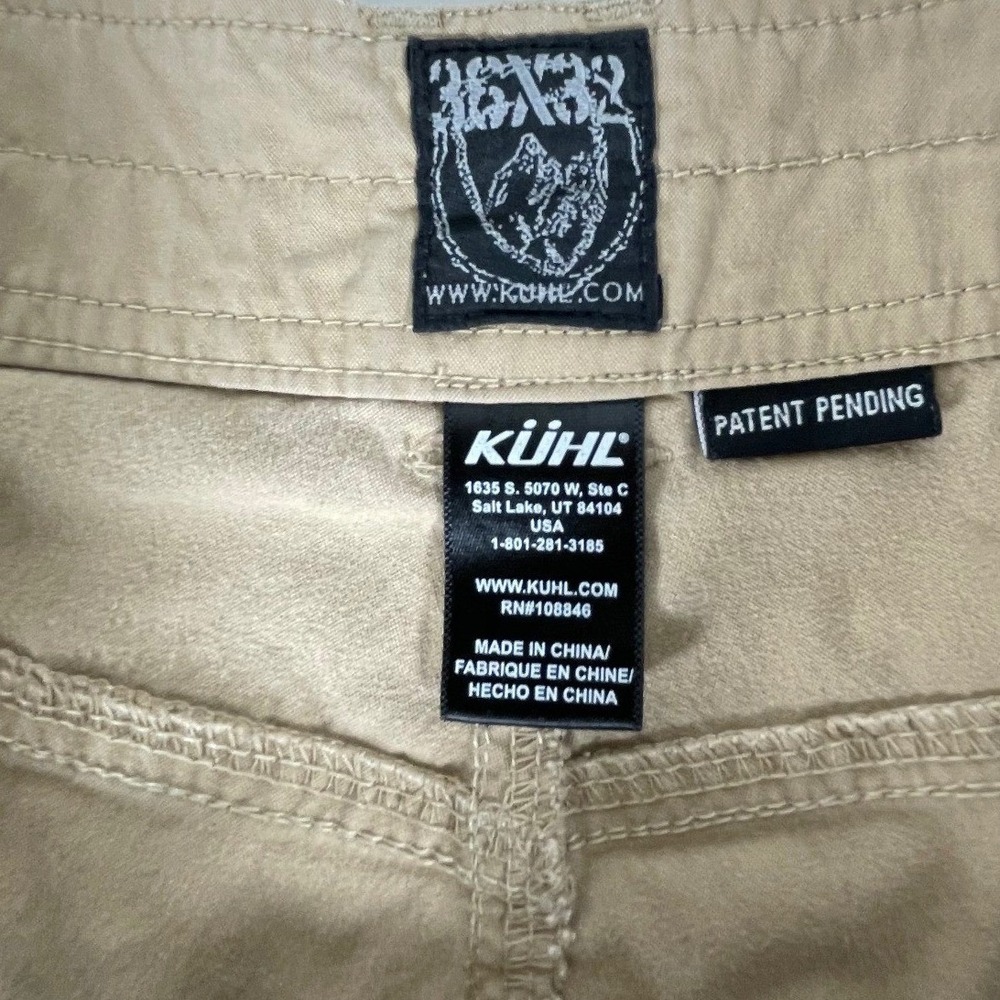 36X32
WWW.KUHL.COM
PATENT PENDING
KÜHL®
1635 S. 5070 W, Ste C
Salt Lake, UT 84104
USA
1-801-281-3185
WWW.KUHL.COM
RN#108846
MADE IN CHINA/
FABRIQUE EN CHINE/
HECHO EN CHINA